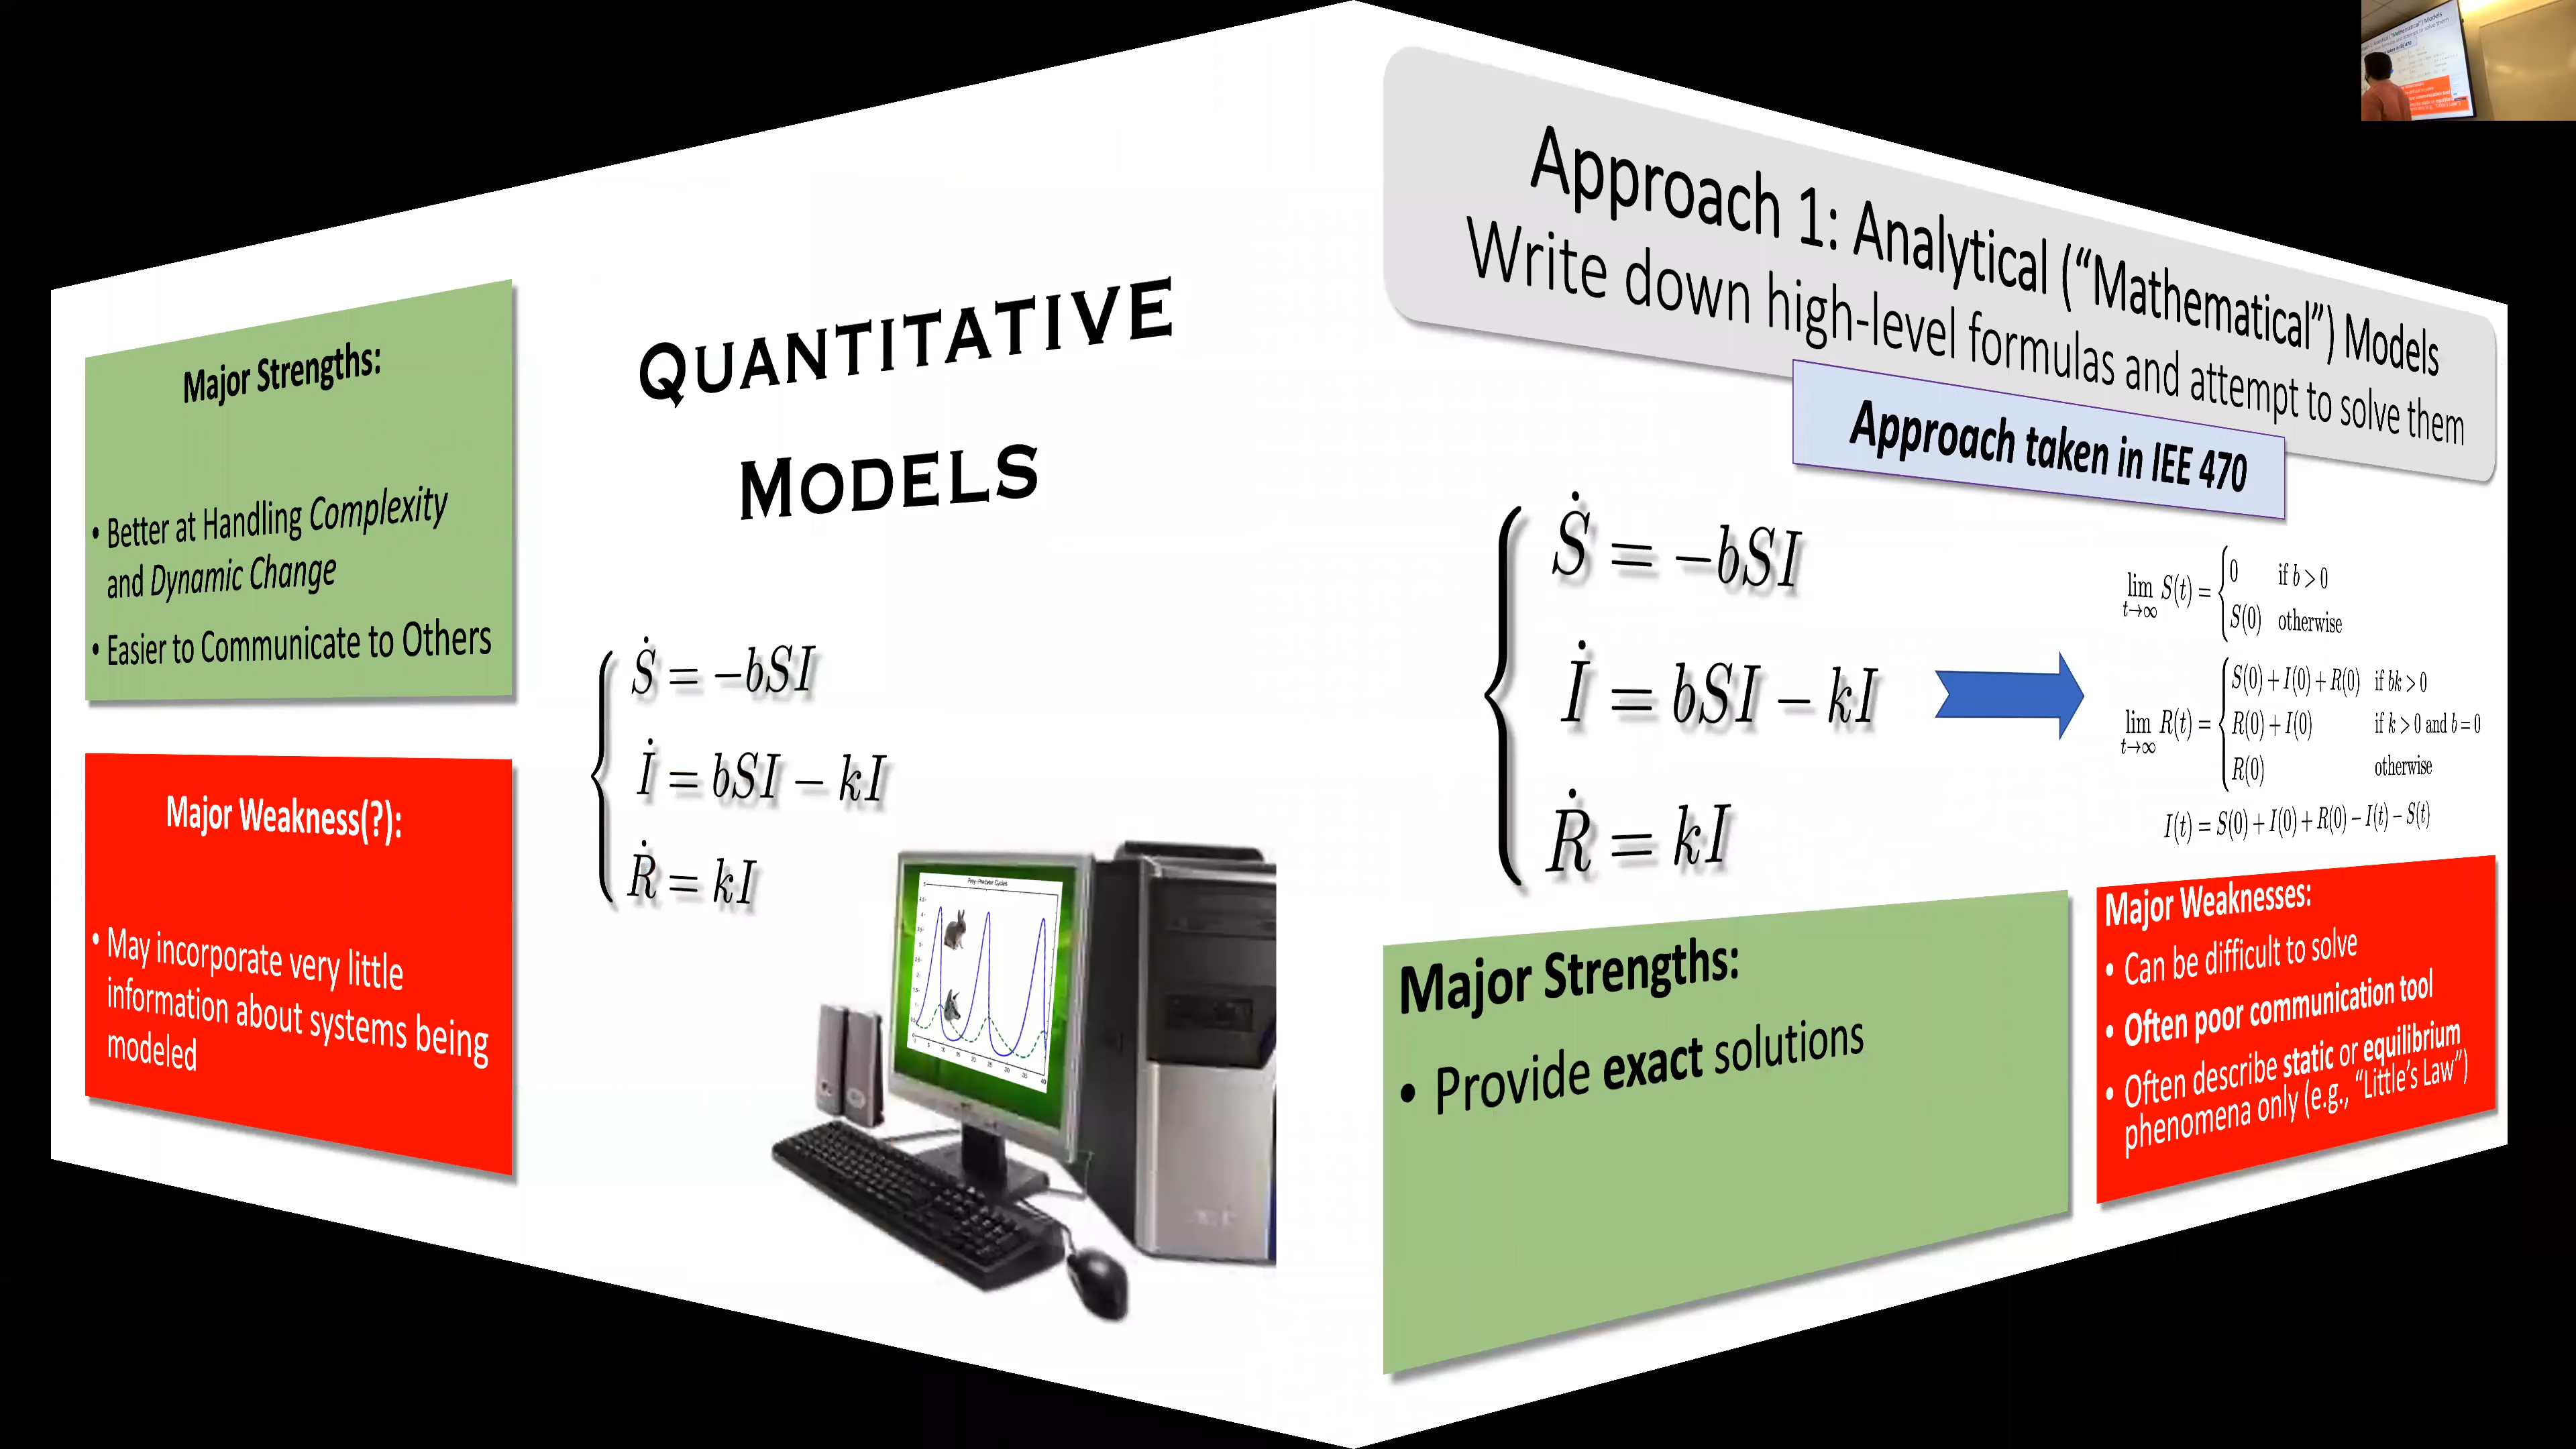 Major Strengths:
• Better at Handling Complexity
and Dynamic Change
• Easier to Communicate to Others
Major Weakness(?):
• May incorporate very little
information about systems being
modeled
QUANTITATIVE
MODELS
Ṡ = −bSI
İ = bSI − kI
Ṙ = kI
Prey-Predator Cycles
Approach 1: Analytical (“Mathematical”) Models
Write down high-level formulas and attempt to solve them
Approach taken in IEE 470
Ṡ = −bSI
İ = bSI − kI
Ṙ = kI
lim t→∞ S(t) = { 0 if b > 0
S(0) otherwise
lim t→∞ R(t) = { S(0) + I(0) + R(0) if bk > 0
R(0) + I(0) if k > 0 and b = 0
R(0) otherwise
I(t) = S(0) + I(0) + R(0) − I(t) − S(t)
Major Strengths:
• Provide exact solutions
Major Weaknesses:
• Can be difficult to solve
• Often poor communication tool
• Often describe static or equilibrium
phenomena only (e.g., “Little’s Law”)